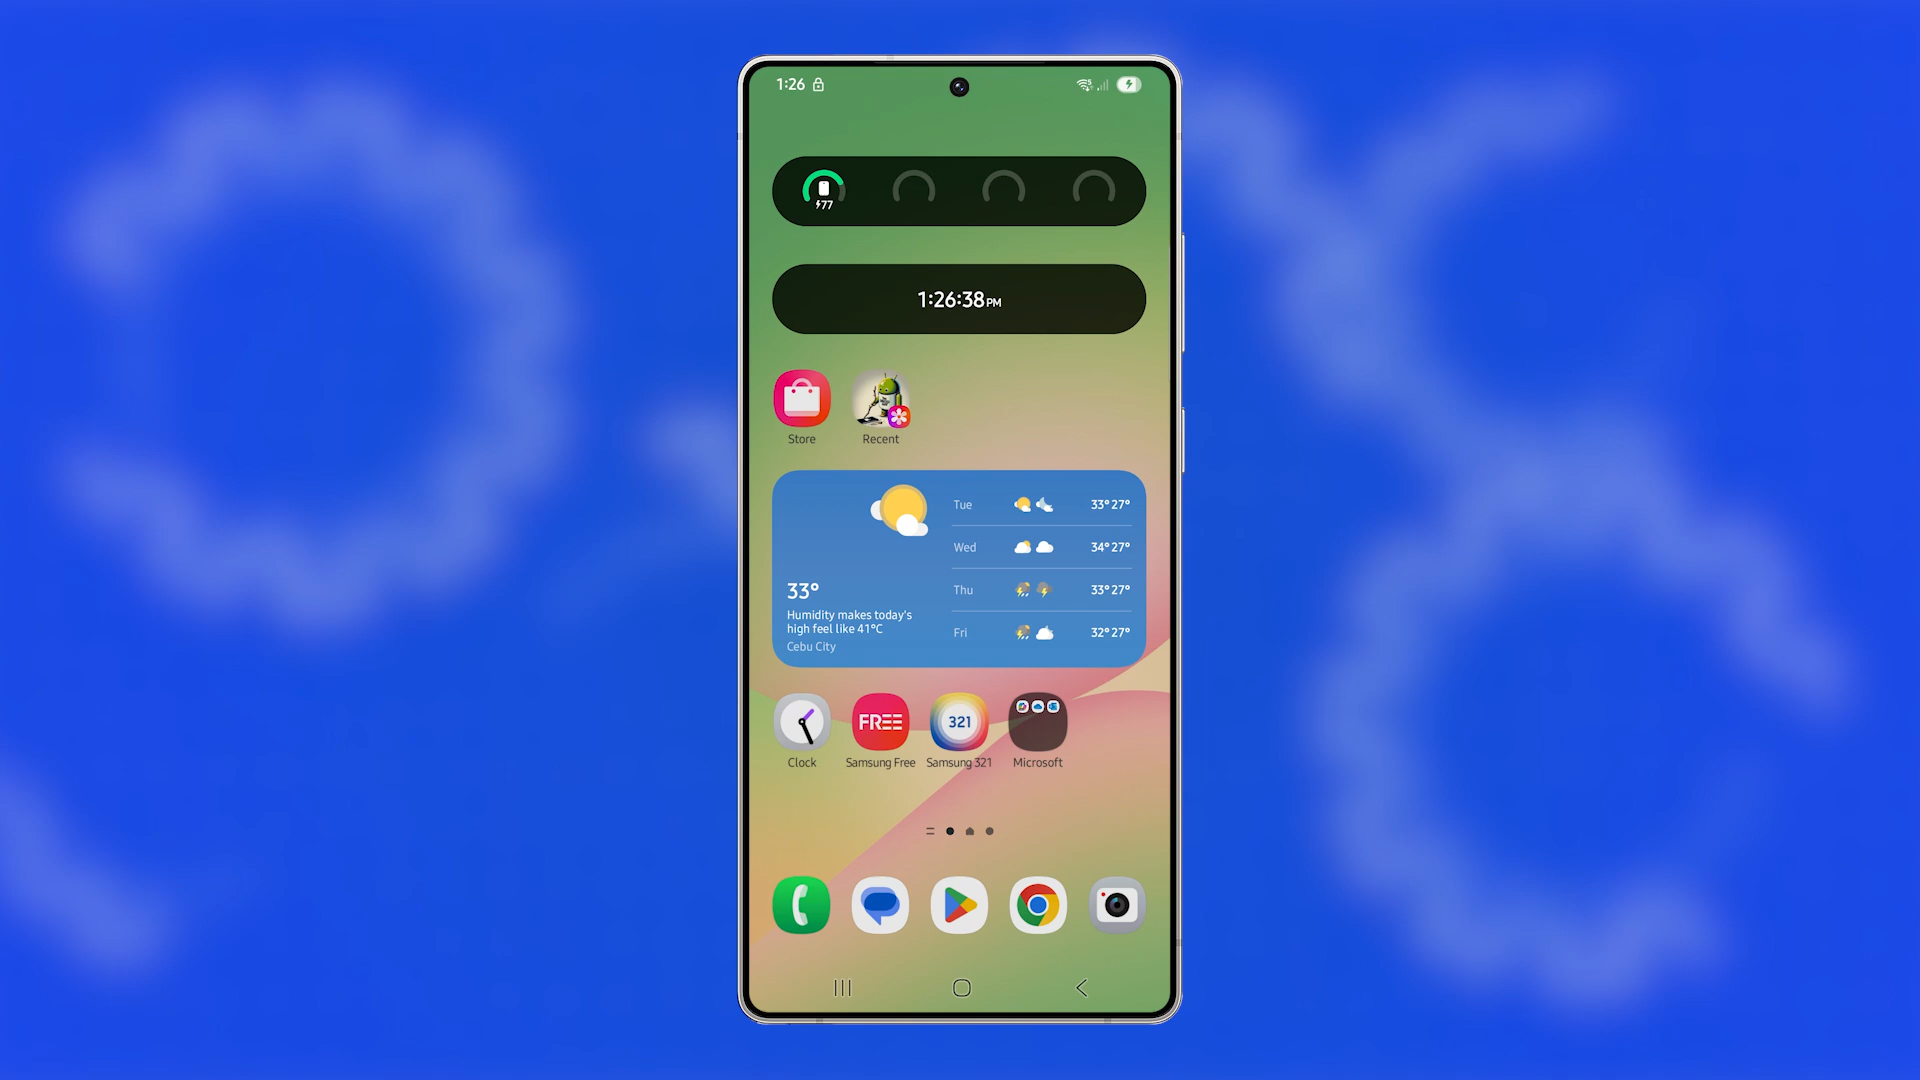 1:26
77
1:26:38PM
Store
Recent
33°
Humidity makes today's
high feel like 41°C
Cebu City
Tue 33° 27°
Wed 34° 27°
Thu 33° 27°
Fri 32° 27°
FREE
321
Clock
Samsung Free
Samsung 321
Microsoft